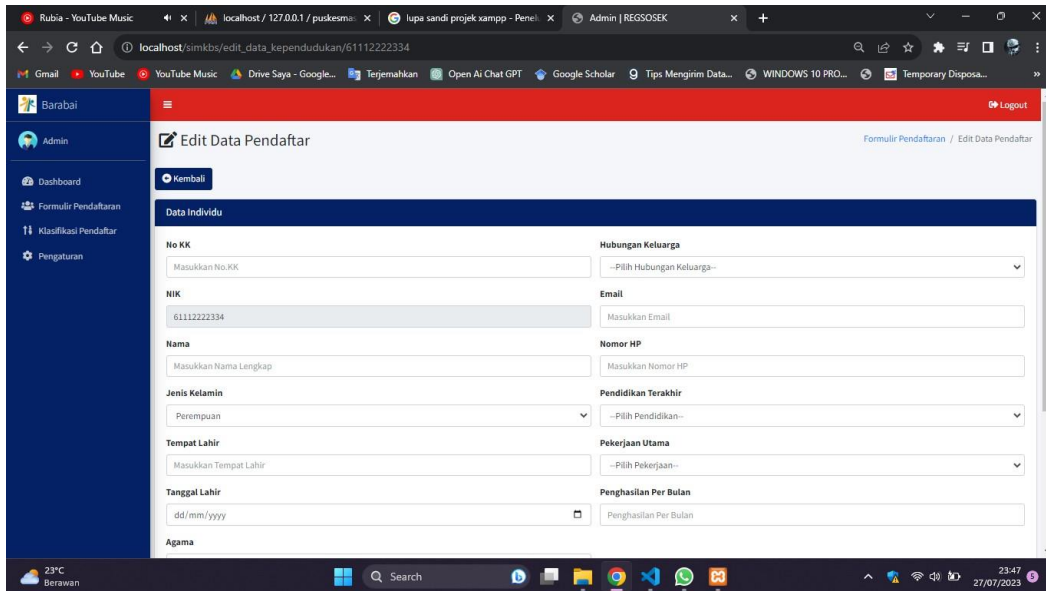 Rubia - YouTube Music
localhost / 127.0.0.1 / puskesmas
lupa sandi projek xampp - Penel
Admin | REGSOSEK
localhost/simkbs/edit_data_kependudukan/61112222334
Gmail YouTube YouTube Music Drive Saya - Google... Terjemahkan Open Ai Chat GPT Google Scholar Tips Mengirim Data... WINDOWS 10 PRO... Temporary Disposa... »
Barabai
Logout
Admin
Edit Data Pendaftar
Formulir Pendaftaran / Edit Data Pendaftar
Kembali
Dashboard
Formulir Pendaftaran
Klasifikasi Pendaftar
Pengaturan
Data Individu
No KK
Masukkan No.KK
Hubungan Keluarga
--Pilih Hubungan Keluarga--
NIK
61112222334
Email
Masukkan Email
Nama
Masukkan Nama Lengkap
Nomor HP
Masukkan Nomor HP
Jenis Kelamin
Perempuan
Pendidikan Terakhir
--Pilih Pendidikan--
Tempat Lahir
Masukkan Tempat Lahir
Pekerjaan Utama
--Pilih Pekerjaan--
Tanggal Lahir
dd/mm/yyyy
Penghasilan Per Bulan
Penghasilan Per Bulan
Agama
23°C
Berawan
Search
23:47
27/07/2023
5